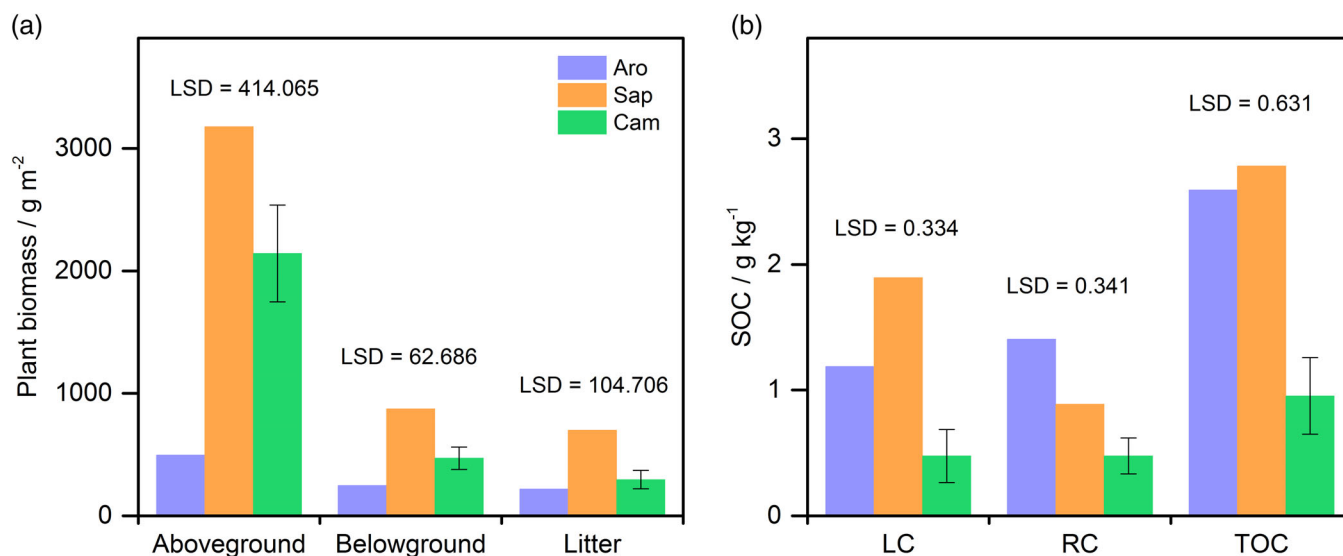 (a)
Plant biomass / g m⁻²
3000
2000
1000
0
LSD = 414.065
LSD = 62.686
LSD = 104.706
Aro
Sap
Cam
Aboveground
Belowground
Litter
(b)
SOC / g kg⁻¹
3
2
1
0
LSD = 0.334
LSD = 0.341
LSD = 0.631
LC
RC
TOC